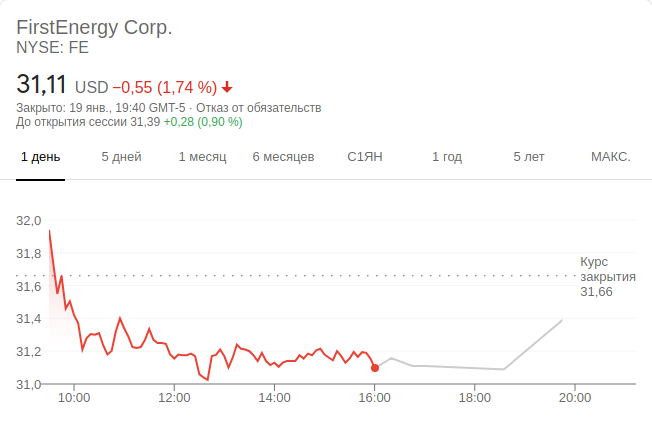 FirstEnergy Corp.
NYSE: FE
31,11 USD −0,55 (1,74 %)
Закрыто: 19 янв., 19:40 GMT-5 · Отказ от обязательств
До открытия сессии 31,39 +0,28 (0,90 %)
1 день 5 дней 1 месяц 6 месяцев С1ЯН 1 год 5 лет МАКС.
32,0
31,8
Курс
закрытия
31,66
31,6
31,4
31,2
31,0
10:00 12:00 14:00 16:00 18:00 20:00